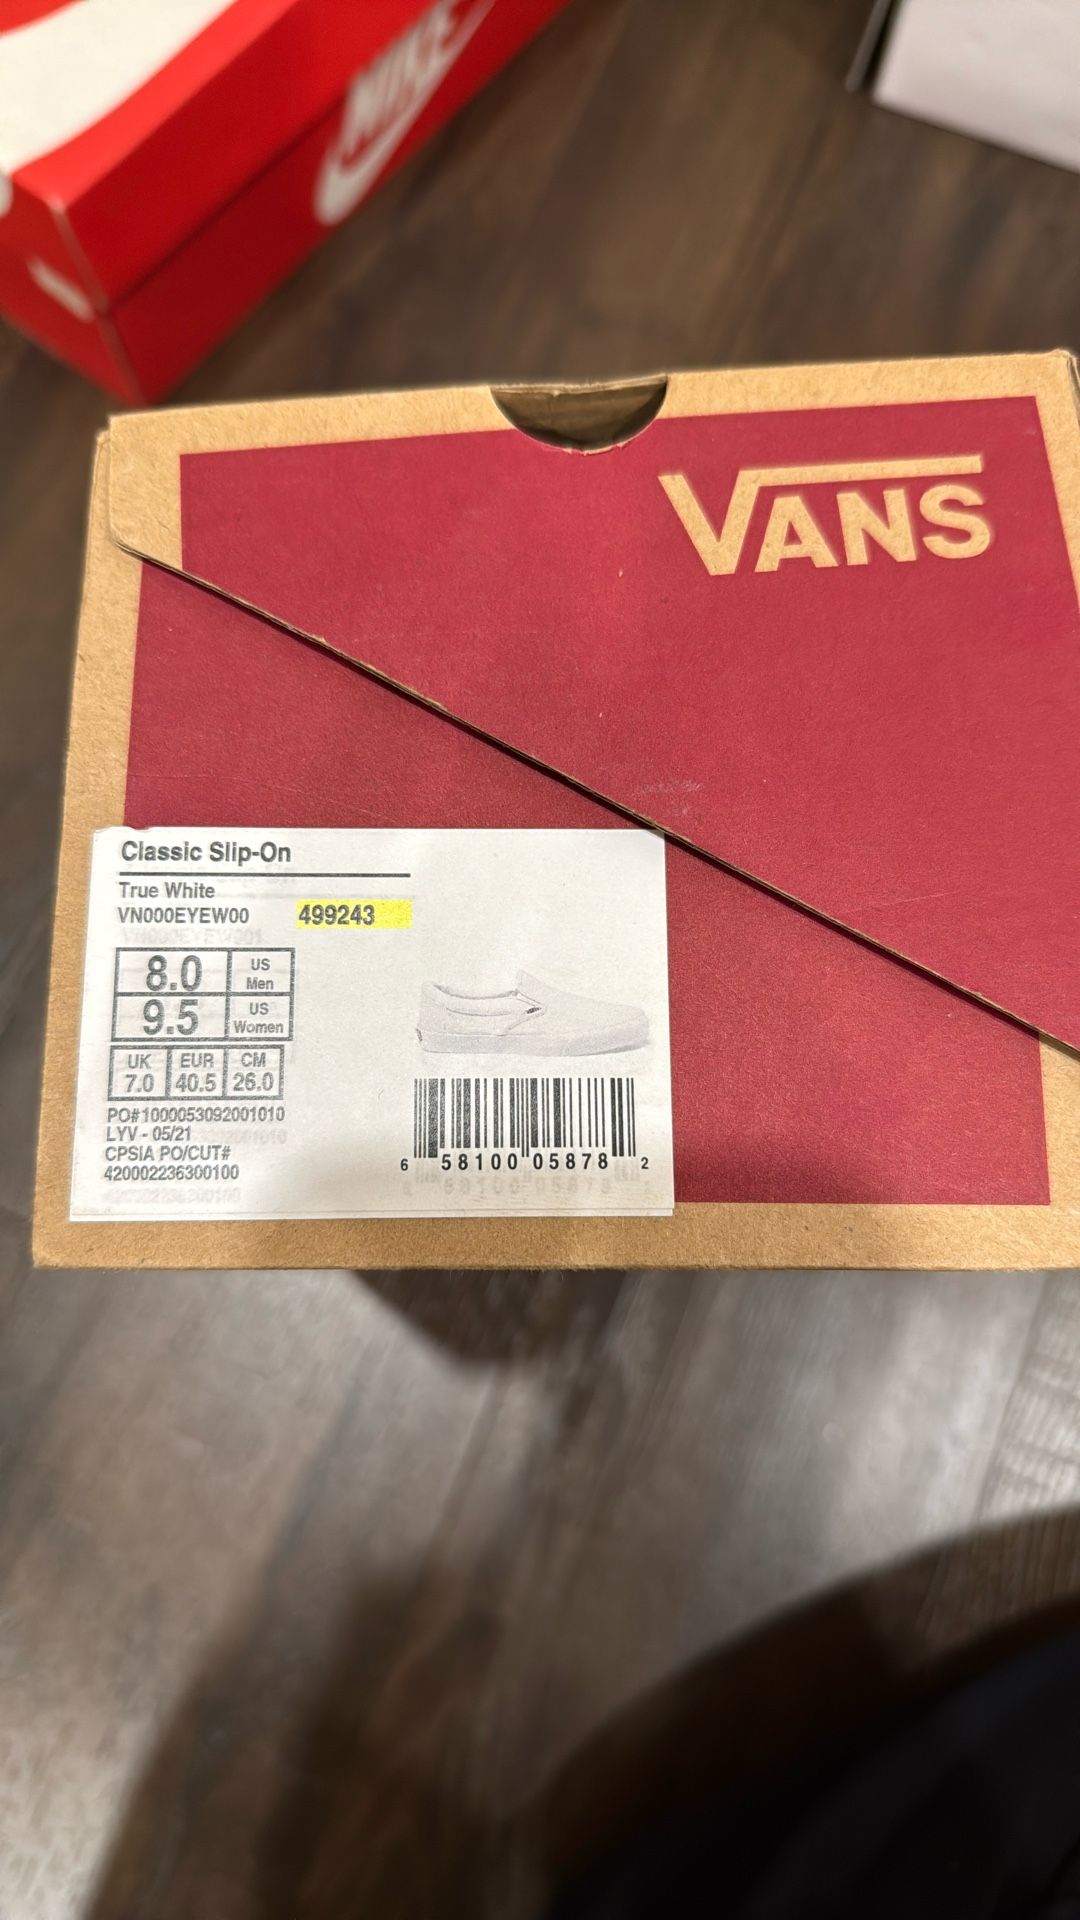 NIKE
VANS
Classic Slip-On
True White
VN000EYEW00 499243
8.0 US Men
9.5 US Women
UK EUR CM
7.0 40.5 26.0
PO#1000053092001010
LYV - 05/21
CPSIA PO/CUT#
420002236300100
6 58100 05878 2